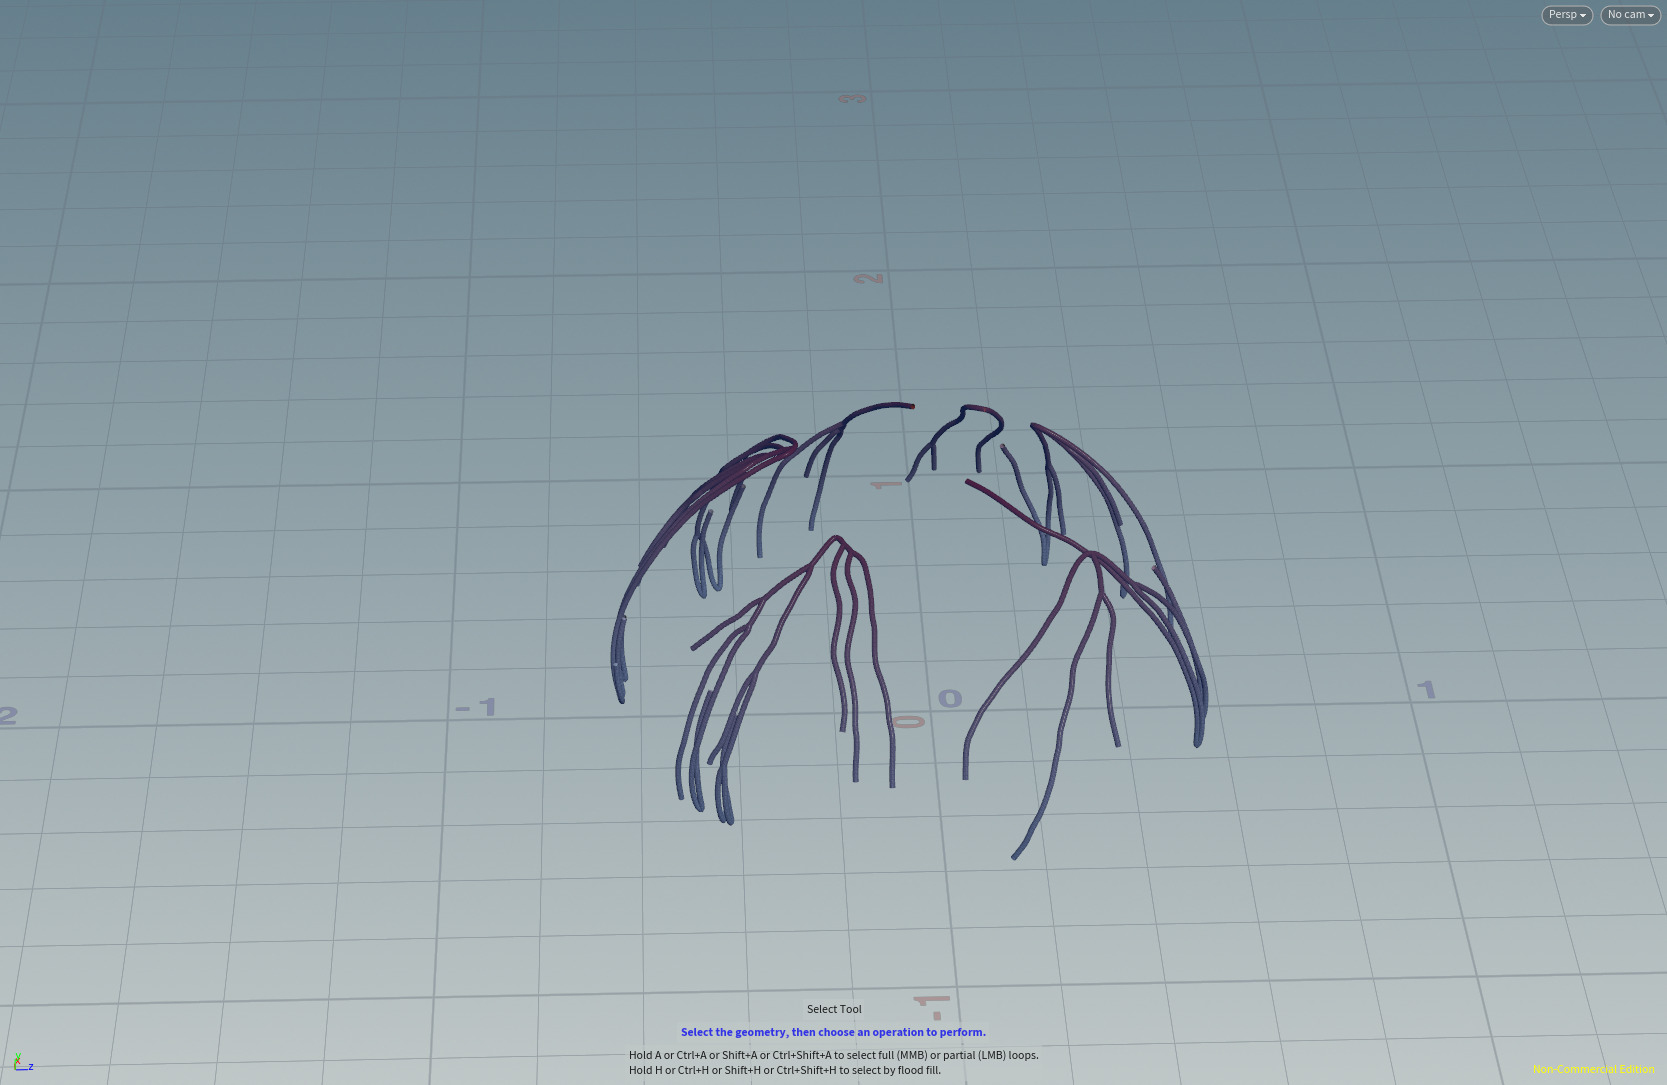 Persp
No cam
3
2
1
2
-1
0
0
1
-1
Select Tool
Select the geometry, then choose an operation to perform.
Hold A or Ctrl+A or Shift+A or Ctrl+Shift+A to select full (MMB) or partial (LMB) loops.
Hold H or Ctrl+H or Shift+H or Ctrl+Shift+H to select by flood fill.
y
x
z
Non-Commercial Edition